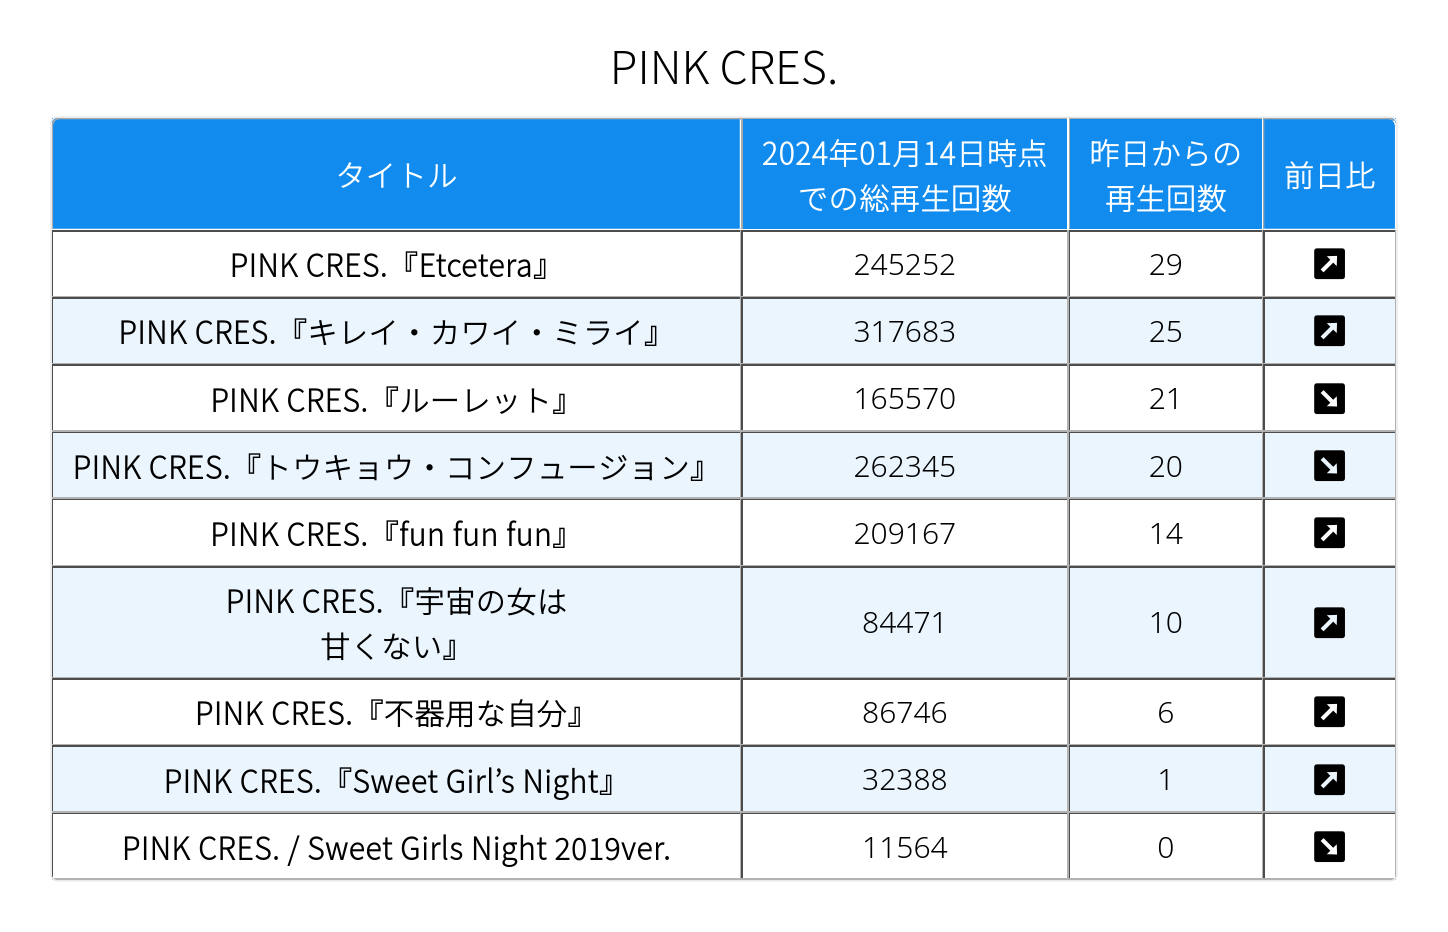 PINK CRES.
タイトル
2024年01月14日時点
での総再生回数
昨日からの
再生回数
前日比
PINK CRES.『Etcetera』 245252 29
PINK CRES.『キレイ・カワイ・ミライ』 317683 25
PINK CRES.『ルーレット』 165570 21
PINK CRES.『トウキョウ・コンフュージョン』 262345 20
PINK CRES.『fun fun fun』 209167 14
PINK CRES.『宇宙の女は
甘くない』 84471 10
PINK CRES.『不器用な自分』 86746 6
PINK CRES.『Sweet Girl’s Night』 32388 1
PINK CRES. / Sweet Girls Night 2019ver. 11564 0